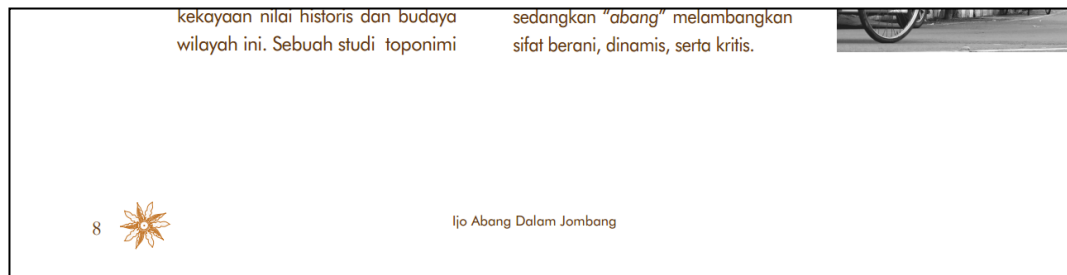 kekayaan nilai historis dan budaya
wilayah ini. Sebuah studi toponimi
sedangkan "abang" melambangkan
sifat berani, dinamis, serta kritis.
8
Ijo Abang Dalam Jombang